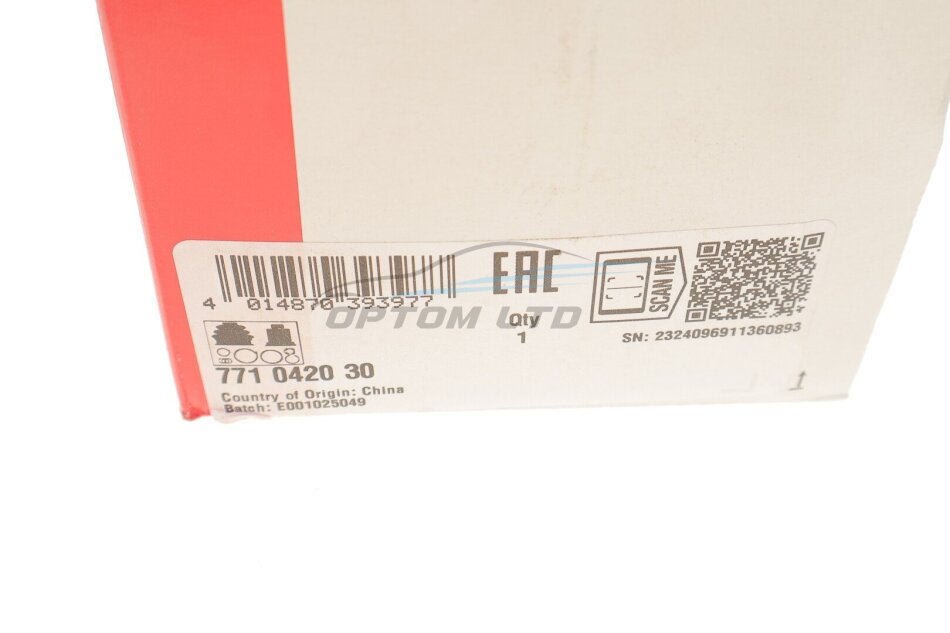 4 014870 393977
EAC
SCAN ME
OPTOM LTD
Qty
1
SN: 2324096911360893
771 0420 30
Country of Origin: China
Batch: E001025049